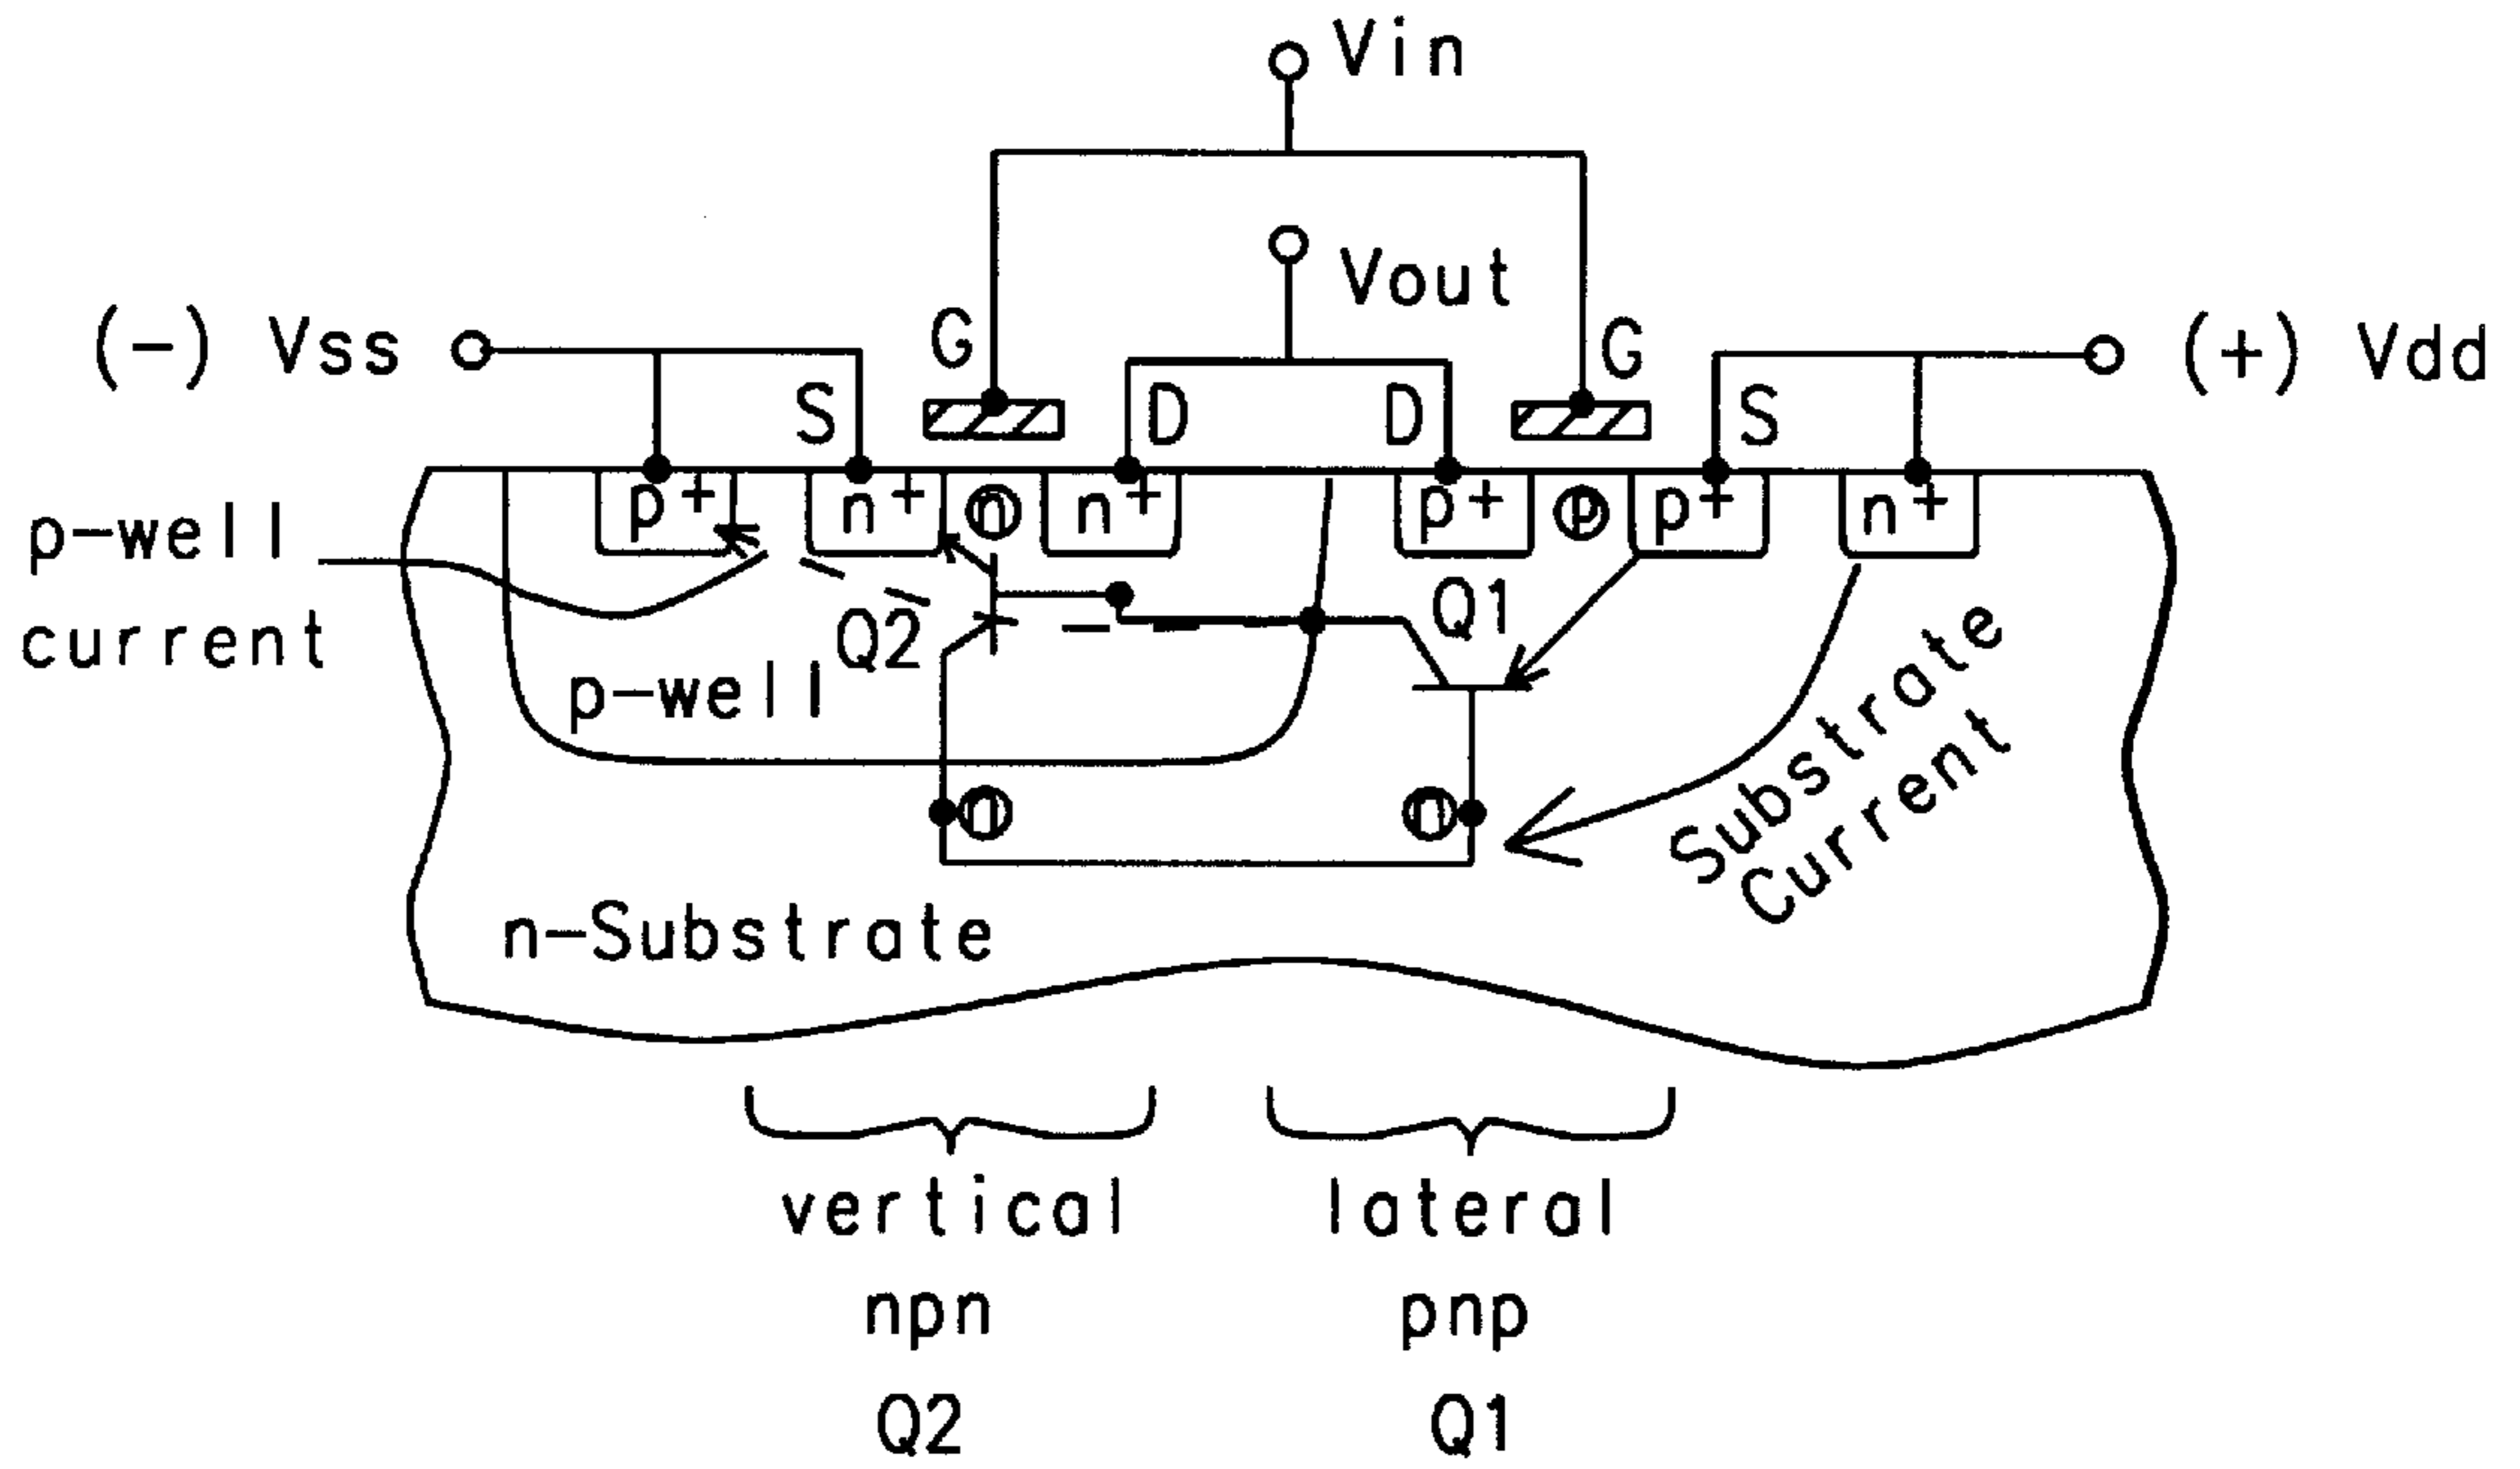 Vin
Vout
(-) Vss
G
G
(+) Vdd
S
D
D
S
p+
n+
n
n+
p+
p
p+
n+
p-well
current
Q2
Q1
p-well
Substrate
Current
n
n
n-Substrate
vertical
npn
Q2
lateral
pnp
Q1